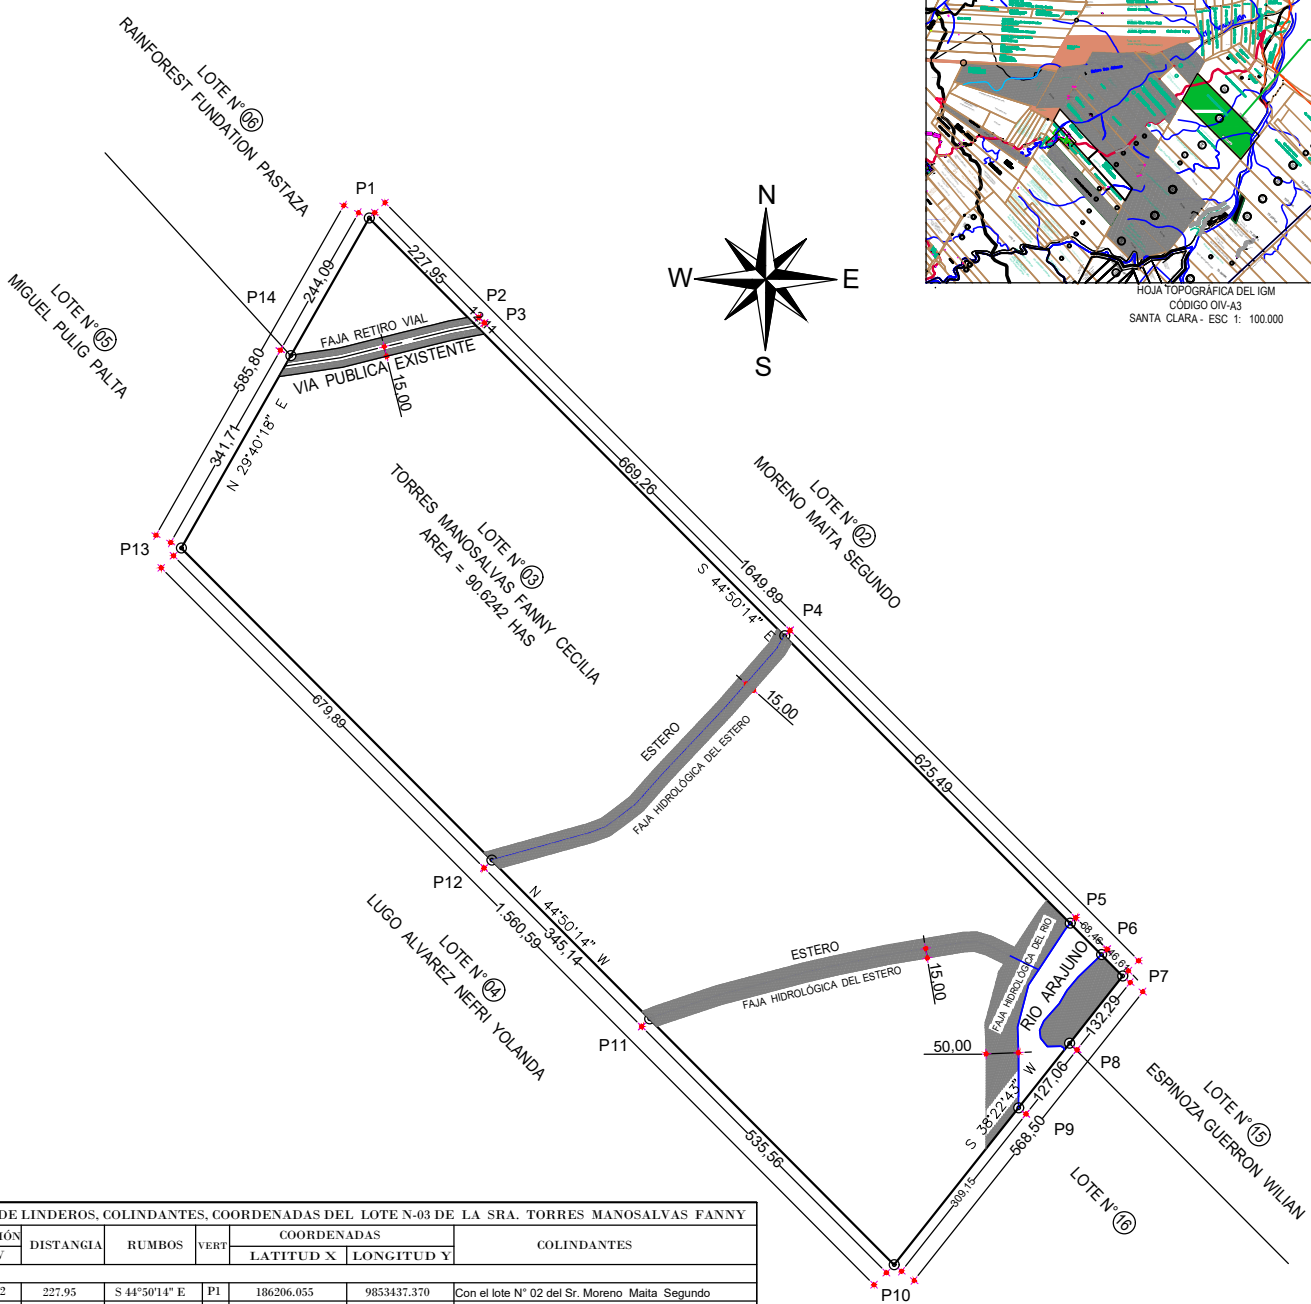 HOJA TOPOGRÁFICA DEL IGM
CÓDIGO OIV-A3
SANTA CLARA - ESC 1: 100.000
N
W
E
S
LOTE N° 06
RAINFOREST FUNDATION PASTAZA
LOTE N° 05
MIGUEL PULIG PALTA
P1
244,09
227,95
P14
P2
P3
12,11
FAJA RETIRO VIAL
VIA PUBLICA EXISTENTE
15,00
585,80
341,71
N 29°40'18" E
P13
LOTE N° 03
TORRES MANOSALVAS FANNY CECILIA
AREA = 90.6242 HAS
669,26
1649.89
S 44°50'14" E
LOTE N° 02
MORENO MAITA SEGUNDO
P4
15,00
ESTERO
FAJA HIDROLÓGICA DEL ESTERO
679,89
625,49
P12
N 44°50'14" W
1.560,59
345,14
LOTE N° 04
LUGO ALVAREZ NEFRI YOLANDA
P11
ESTERO
FAJA HIDROLÓGICA DEL ESTERO
15,00
P5
68,46
P6
P7
FAJA HIDROLÓGICA DEL RIO
RIO ARAJUNO
132,29
50,00
P8
127,06
S 38°22'43" W
P9
568,50
309,15
535,56
P10
LOTE N° 15
ESPINOZA GUERRON WILIAN
LOTE N° 16
DE LINDEROS, COLINDANTES, COORDENADAS DEL LOTE N-03 DE LA SRA. TORRES MANOSALVAS FANNY
IÓN DISTANGIA RUMBOS VERT COORDENADAS COLINDANTES
LATITUD X LONGITUD Y
2 227.95 S 44°50'14" E P1 186206.055 9853437.370 Con el lote N° 02 del Sr. Moreno Maita Segundo